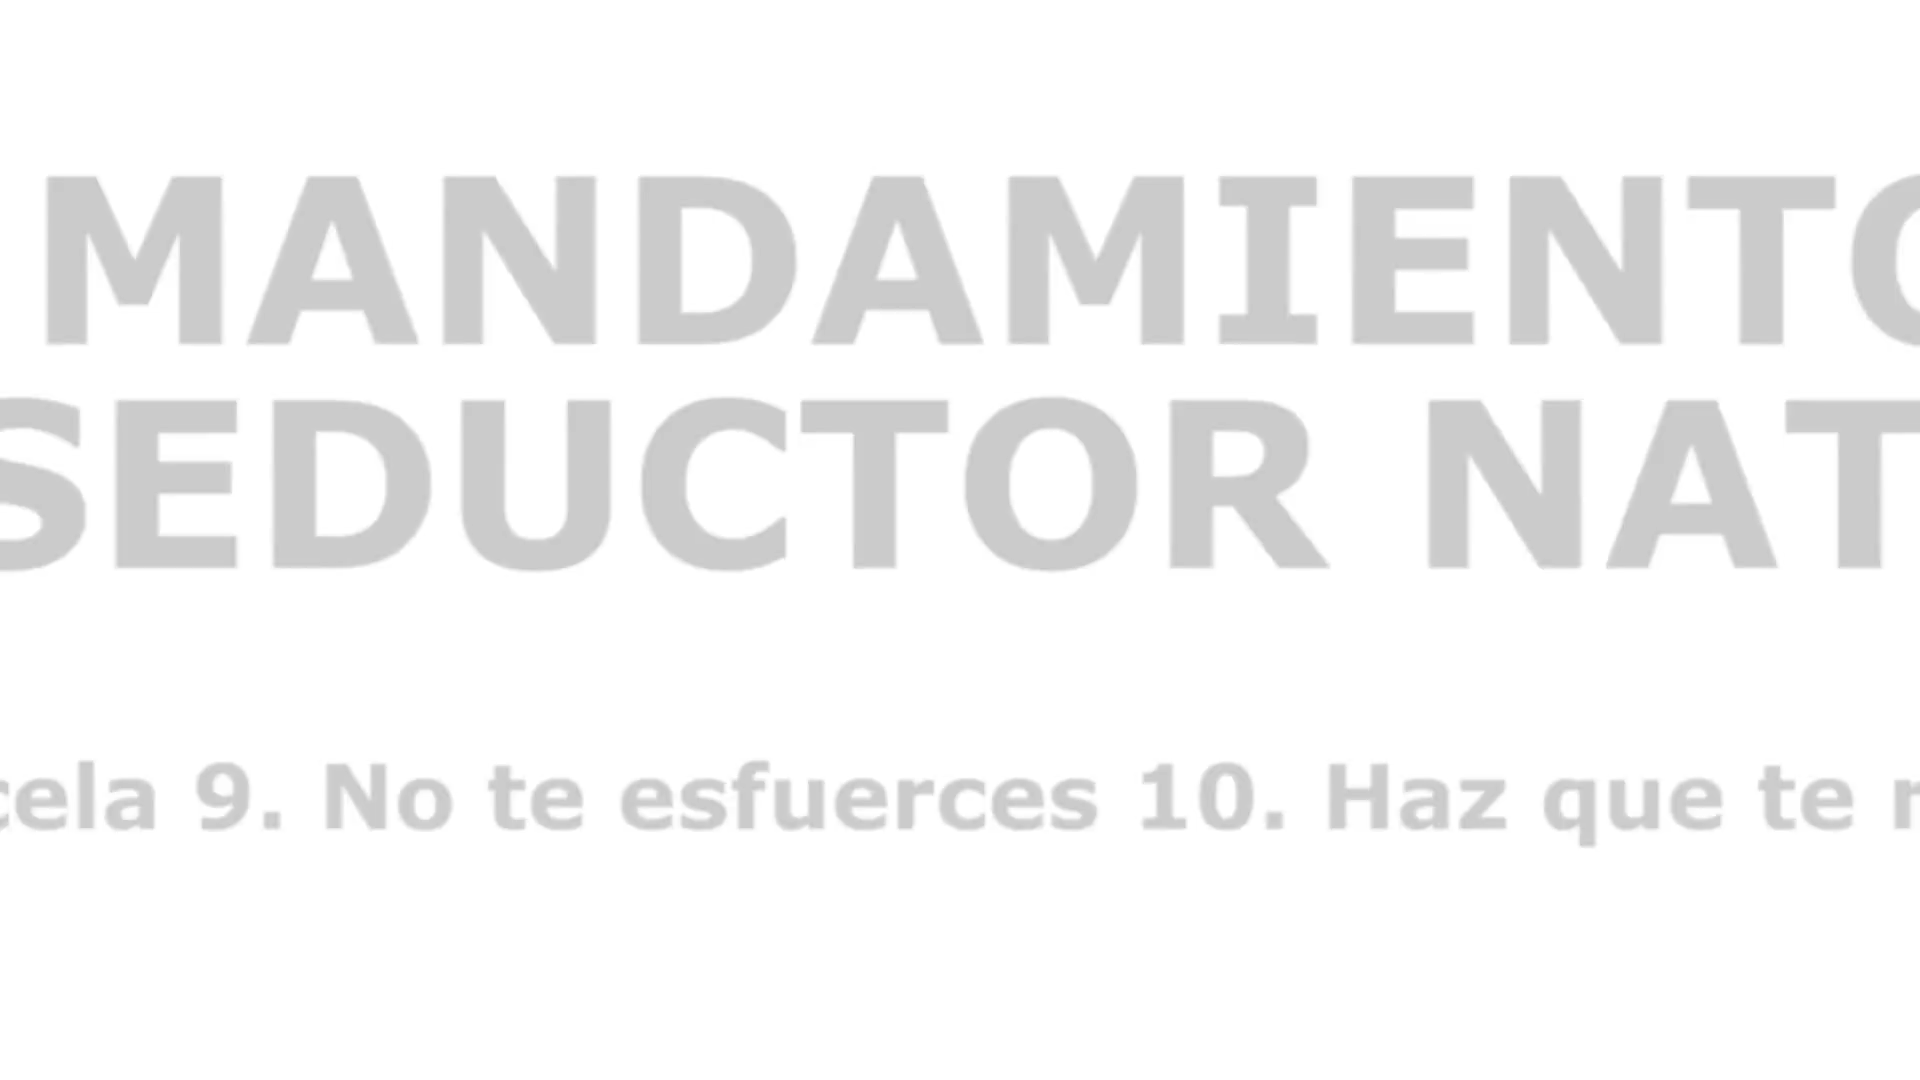 MANDAMIENTO
SEDUCTOR NAT
cela 9. No te esfuerces 10. Haz que te